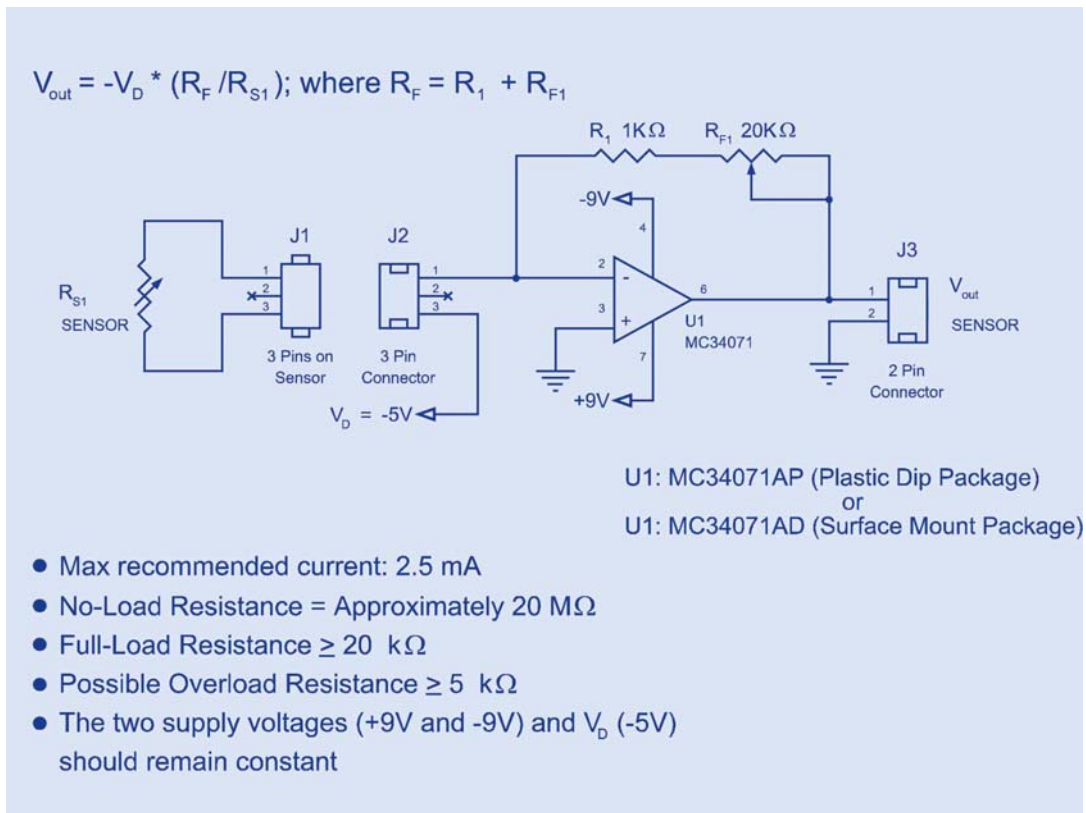 Vout = -VD * (RF /RS1); where RF = R1 + RF1
R1 1KΩ
RF1 20KΩ
-9V
4
J1
J2
J3
1
2
3
1
2
3
2
-
3
+
6
7
1
2
RS1
SENSOR
U1
MC34071
Vout
SENSOR
3 Pins on
Sensor
3 Pin
Connector
2 Pin
Connector
VD = -5V
+9V
U1: MC34071AP (Plastic Dip Package)
or
U1: MC34071AD (Surface Mount Package)
● Max recommended current: 2.5 mA
● No-Load Resistance = Approximately 20 MΩ
● Full-Load Resistance ≥ 20 kΩ
● Possible Overload Resistance ≥ 5 kΩ
● The two supply voltages (+9V and -9V) and VD (-5V)
should remain constant